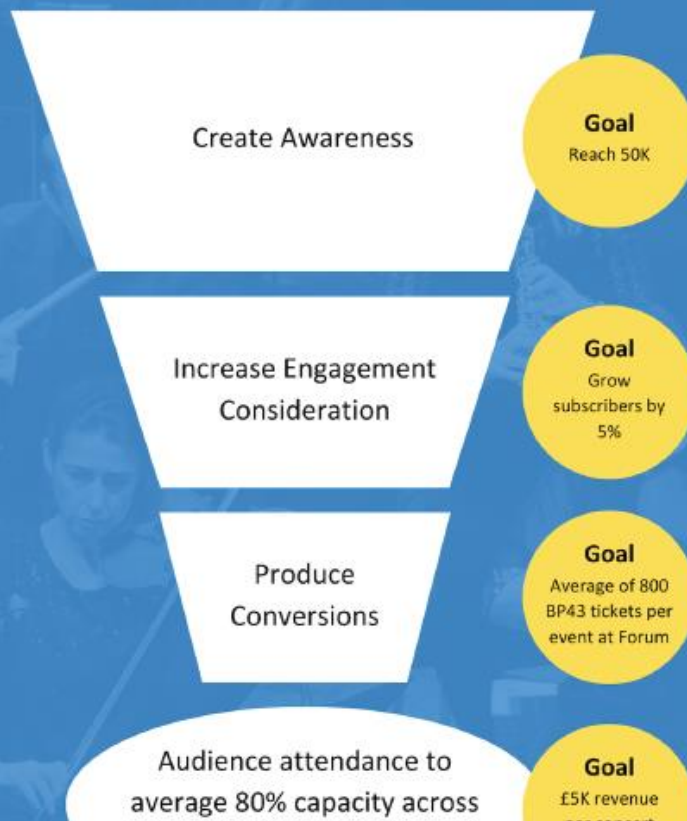 Create Awareness
Goal
Reach 50K
Increase Engagement
Consideration
Goal
Grow
subscribers by
5%
Produce
Conversions
Goal
Average of 800
BP43 tickets per
event at Forum
Audience attendance to
average 80% capacity across
Goal
£5K revenue